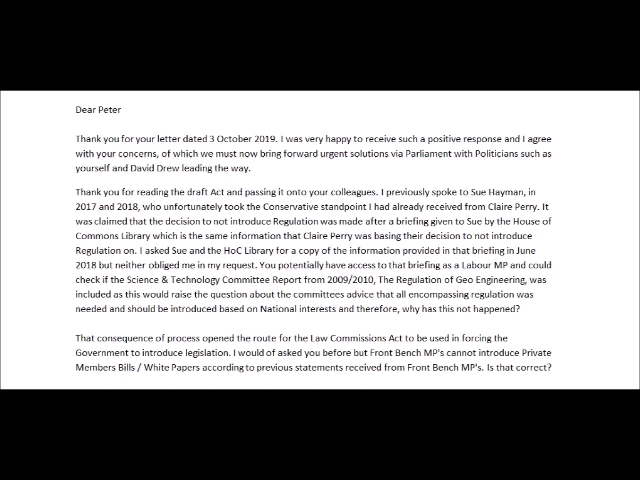 Dear Peter
Thank you for your letter dated 3 October 2019. I was very happy to receive such a positive response and I agree
with your concerns, of which we must now bring forward urgent solutions via Parliament with Politicians such as
yourself and David Drew leading the way.
Thank you for reading the draft Act and passing it onto your colleagues. I previously spoke to Sue Hayman, in
2017 and 2018, who unfortunately took the Conservative standpoint I had already received from Claire Perry. It
was claimed that the decision to not introduce Regulation was made after a briefing given to Sue by the House of
Commons Library which is the same information that Claire Perry was basing their decision to not introduce
Regulation on. I asked Sue and the HoC Library for a copy of the information provided in that briefing in June
2018 but neither obliged me in my request. You potentially have access to that briefing as a Labour MP and could
check if the Science & Technology Committee Report from 2009/2010, The Regulation of Geo Engineering, was
included as this would raise the question about the committees advice that all encompassing regulation was
needed and should be introduced based on National interests and therefore, why has this not happened?
That consequence of process opened the route for the Law Commissions Act to be used in forcing the
Government to introduce legislation. I would of asked you before but Front Bench MP's cannot introduce Private
Members Bills / White Papers according to previous statements received from Front Bench MP's. Is that correct?